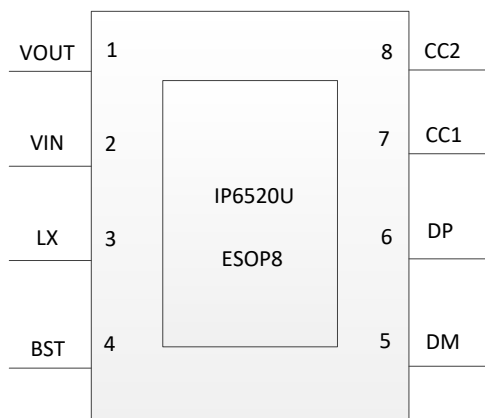 VOUT 1 8 CC2
VIN 2 7 CC1
IP6520U
LX 3 6 DP
ESOP8
BST 4 5 DM